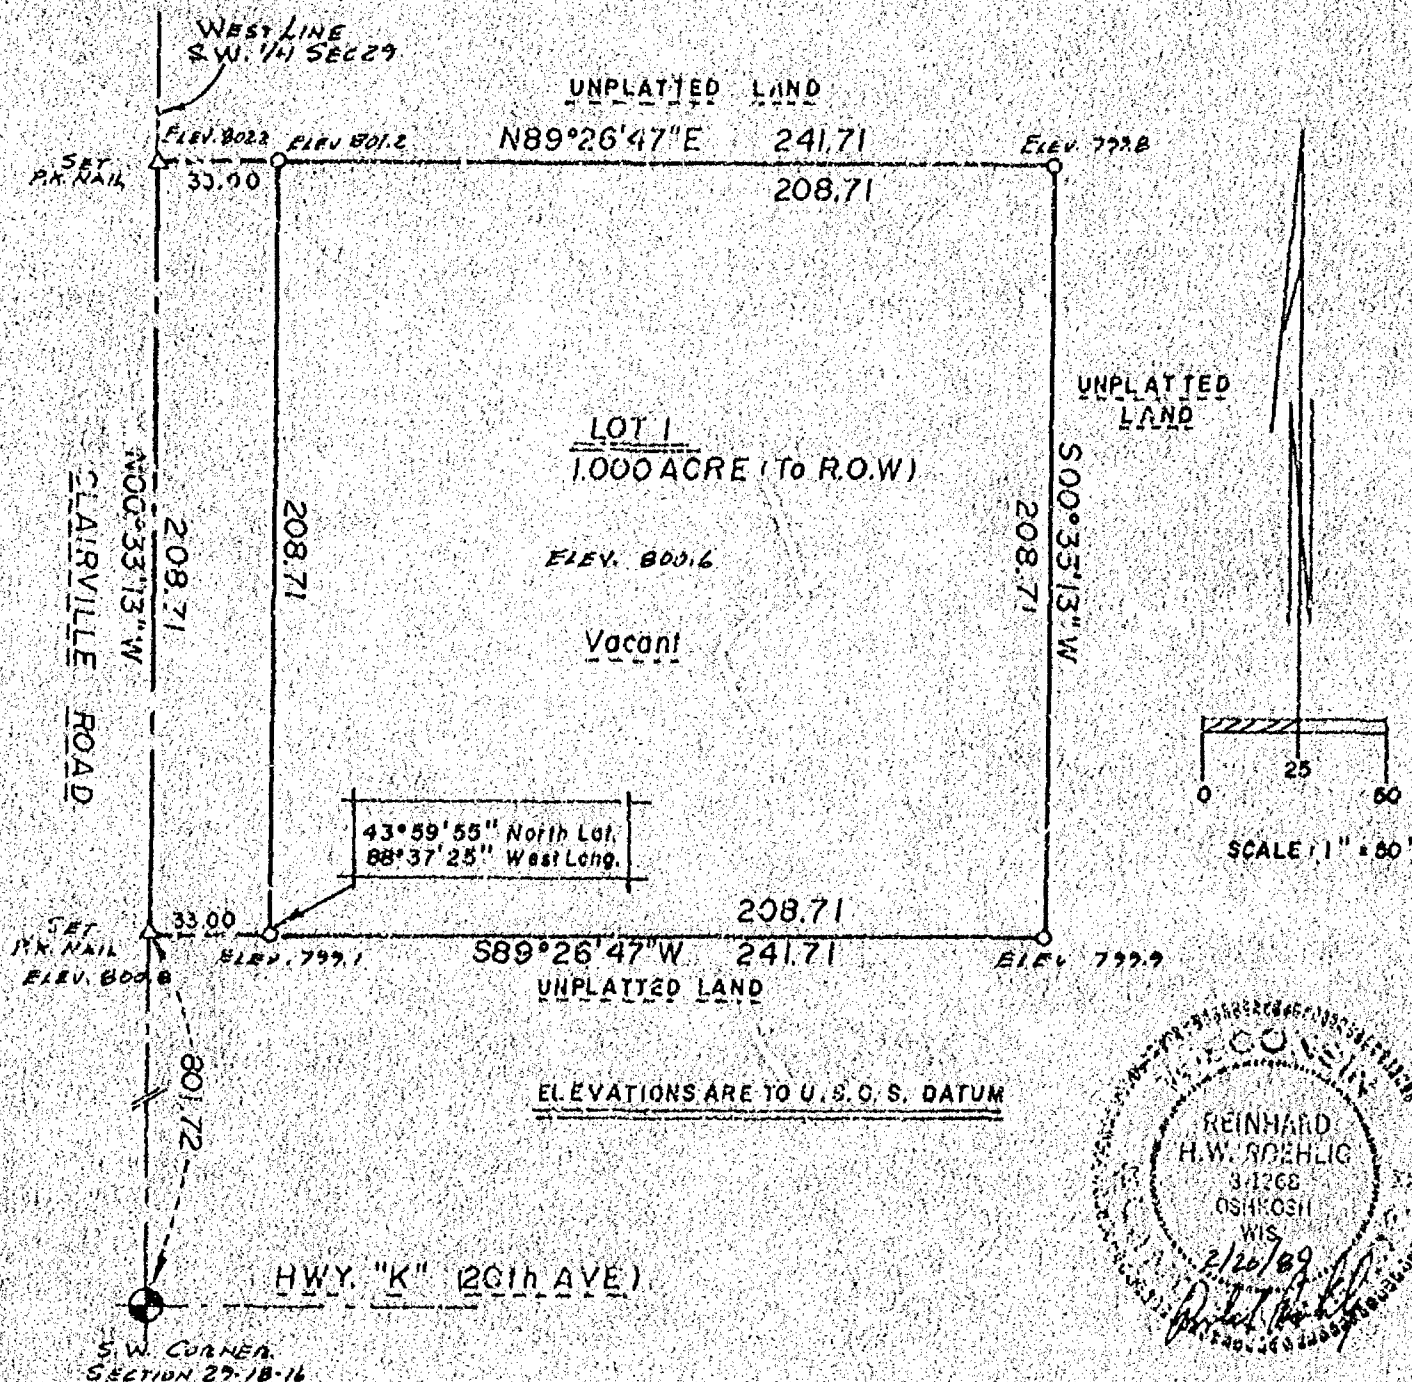 WEST LINE
S.W. 1/4 SEC 29
UNPLATTED LAND
ELEV. 802.2
ELEV 801.2
N89°26'47"E 241.71
ELEV. 799.8
SET
P.K. NAIL
33.00
208.71
UNPLATTED
LAND
LOT 1
1.000 ACRE (To R.O.W)
ELEV. 800.6
Vacant
CLAIRVILLE ROAD
N00°33'13"W
208.71
208.71
208.71
S00°33'13"W
0
25
50
SCALE: 1" = 50'
43°59'55" North Lat.
88°37'25" West Long.
SET
P.K. NAIL
ELEV. 800.8
33.00
ELEV. 799.1
208.71
S89°26'47"W 241.71
ELEV 799.9
UNPLATTED LAND
801.72
ELEVATIONS ARE TO U.S.G.S. DATUM
WISCONSIN
REINHARD
H.W. ROEHLIG
S-1268
OSHKOSH
WIS
2/20/89
HWY. "K" (20th AVE)
S.W. CORNER
SECTION 29-18-16